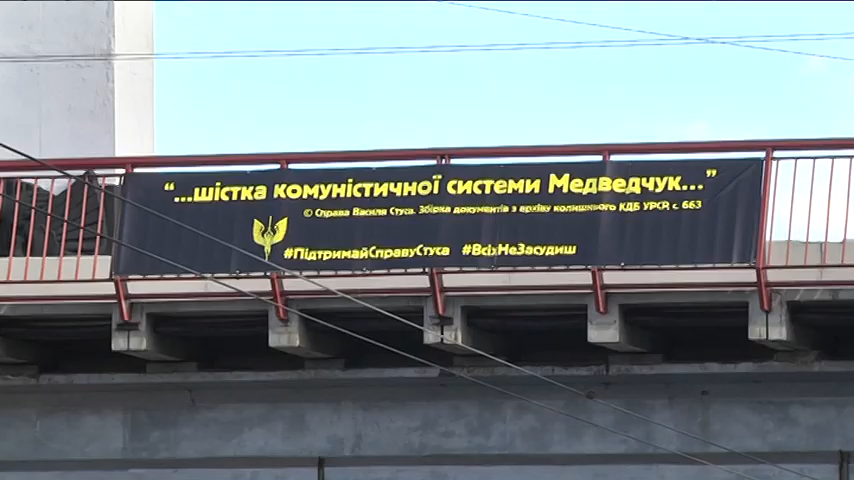 “...шістка комуністичної системи Медведчук...”
© Справа Василя Стуса. Збірка документів з архіву колишнього КДБ УРСР, с. 663
#ПідтримайСправуСтуса #ВсіхНеЗасудиш